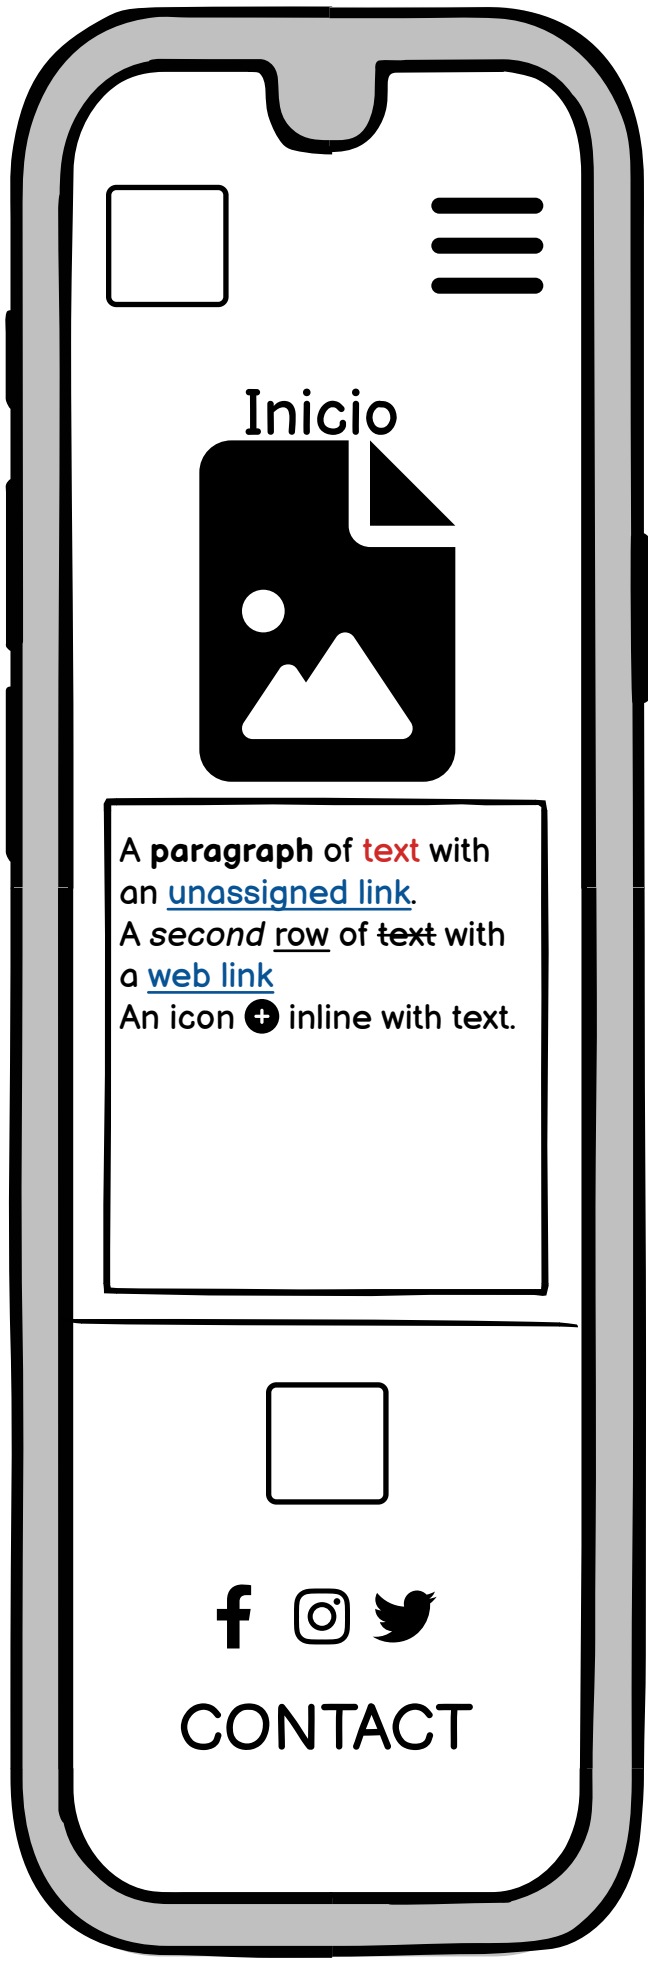 Inicio
A paragraph of text with
an unassigned link.
A second row of text with
a web link
An icon inline with text.
CONTACT